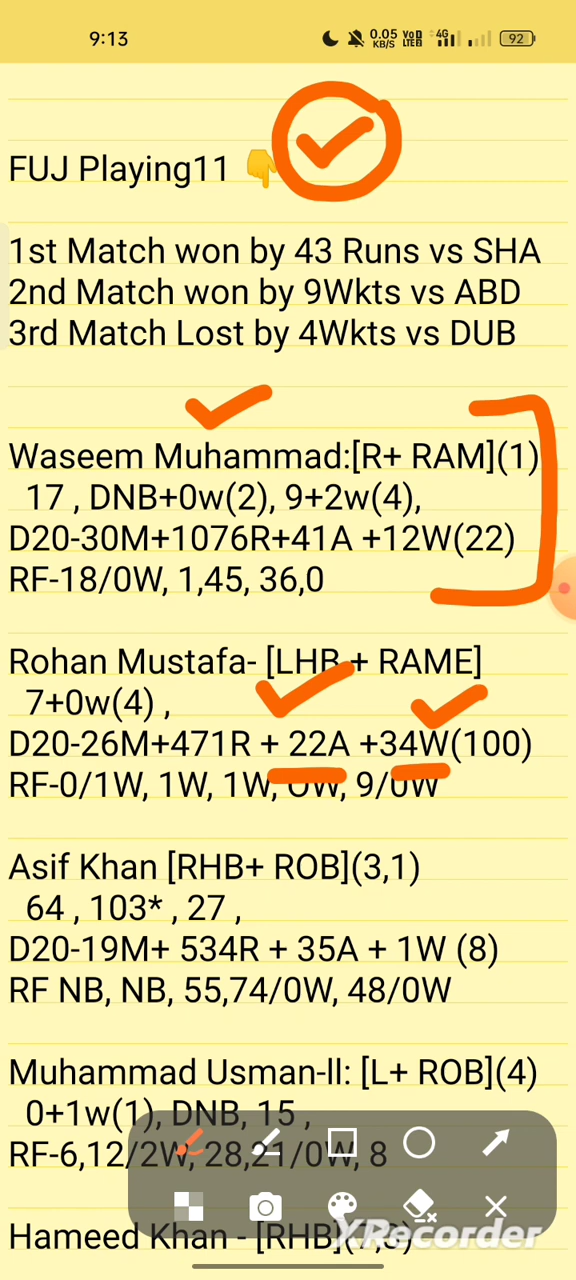 9:13
0.05 KB/S
4G
92
FUJ Playing11 👇
1st Match won by 43 Runs vs SHA
2nd Match won by 9Wkts vs ABD
3rd Match Lost by 4Wkts vs DUB
Waseem Muhammad:[R+ RAM](1)
17 , DNB+0w(2), 9+2w(4),
D20-30M+1076R+41A +12W(22)
RF-18/0W, 1,45, 36,0
Rohan Mustafa- [LHB + RAME]
7+0w(4) ,
D20-26M+471R + 22A +34W(100)
RF-0/1W, 1W, 1W, 0W, 9/0W
Asif Khan [RHB+ ROB](3,1)
64 , 103* , 27 ,
D20-19M+ 534R + 35A + 1W (8)
RF NB, NB, 55,74/0W, 48/0W
Muhammad Usman-ll: [L+ ROB](4)
0+1w(1), DNB, 15 ,
RF-6,12/2W, 28,21/0W, 8
Hameed Khan - [RHB]
XRecorder